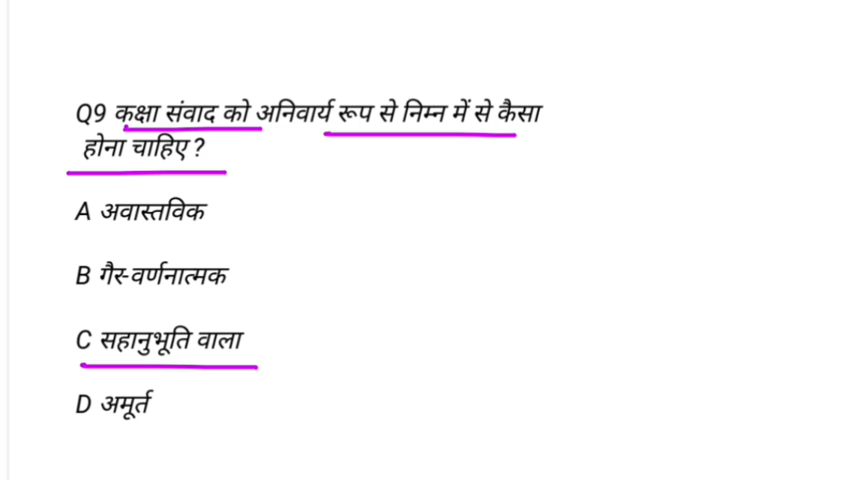 Q9 कक्षा संवाद को अनिवार्य रूप से निम्न में से कैसा
होना चाहिए ?
A अवास्तविक
B गैर-वर्णनात्मक
C सहानुभूति वाला
D अमूर्त